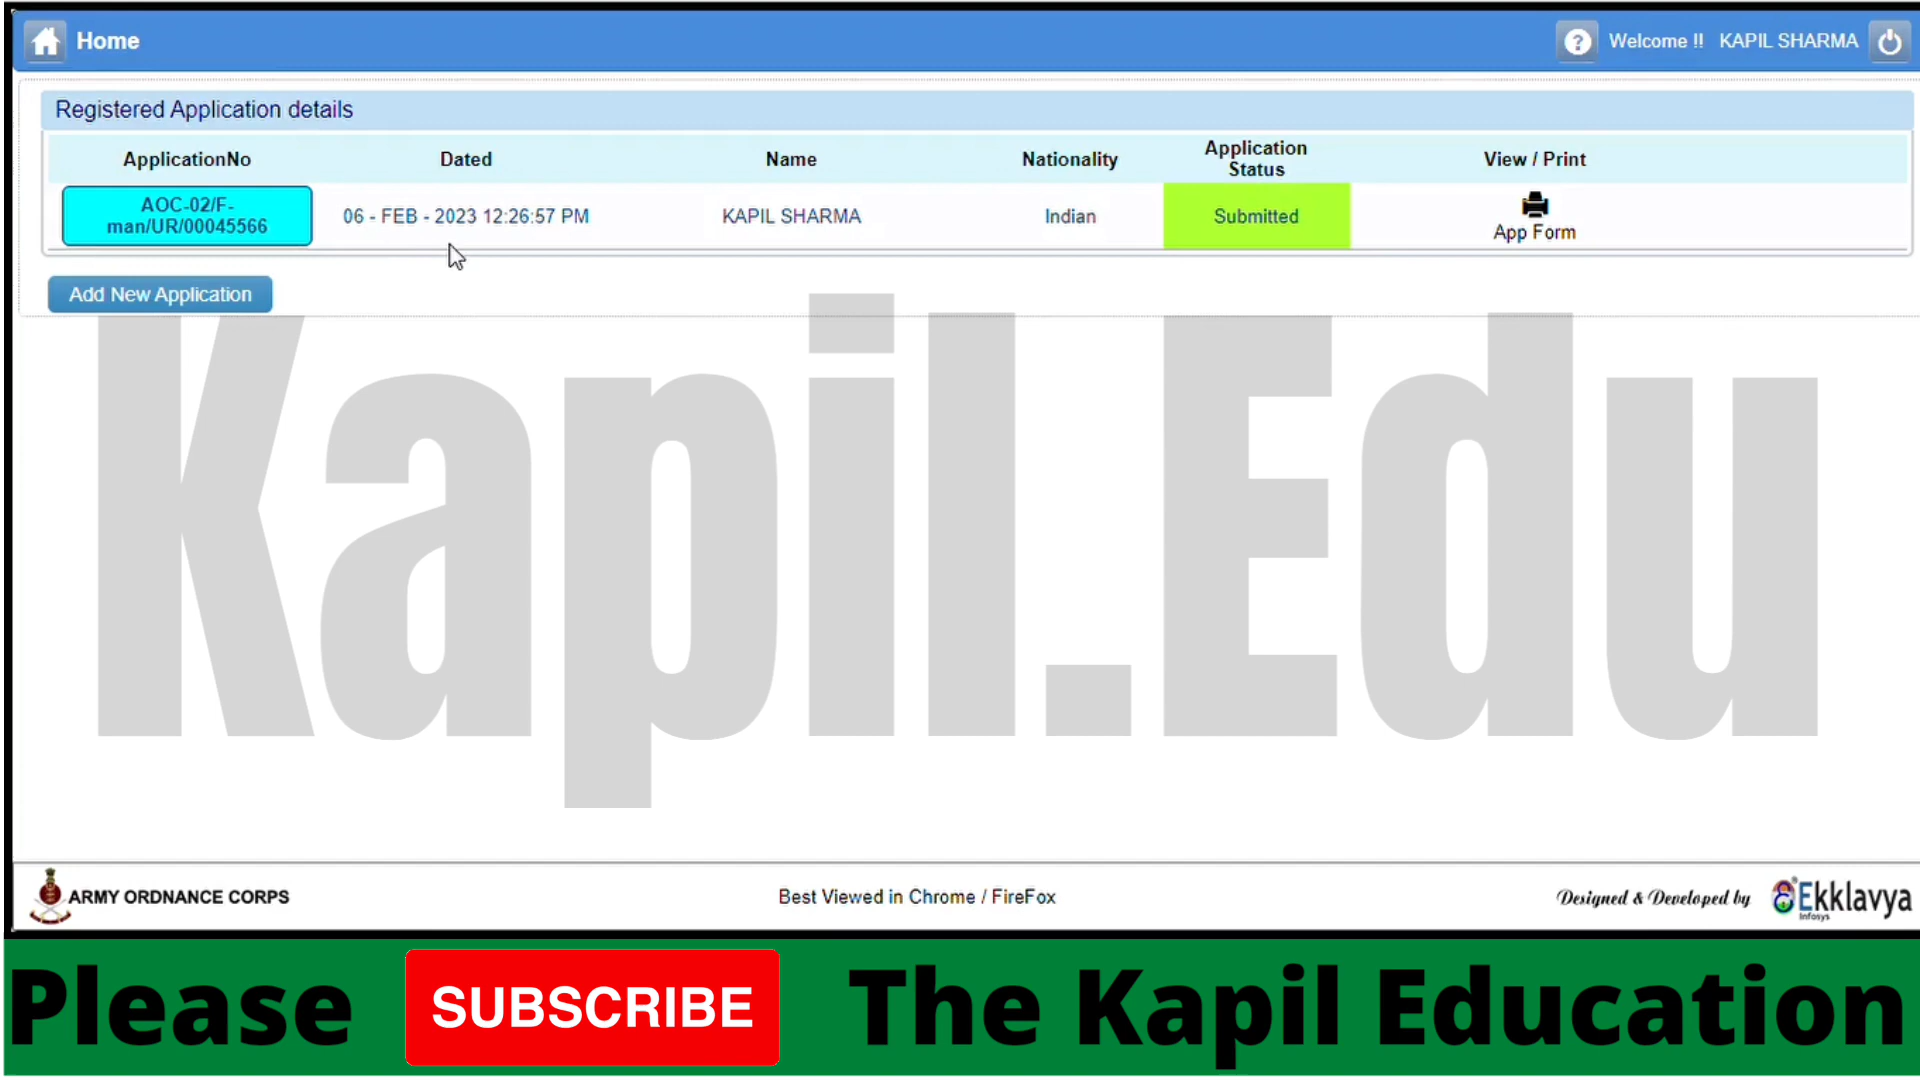 Home
Welcome !! KAPIL SHARMA
Registered Application details
ApplicationNo Dated Name Nationality Application Status View / Print
AOC-02/F-
man/UR/00045566
06 - FEB - 2023 12:26:57 PM
KAPIL SHARMA
Indian
Submitted
App Form
Add New Application
Kapil.Edu
ARMY ORDNANCE CORPS
Best Viewed in Chrome / FireFox
Designed & Developed by
Ekklavya
Infosys
Please SUBSCRIBE The Kapil Education